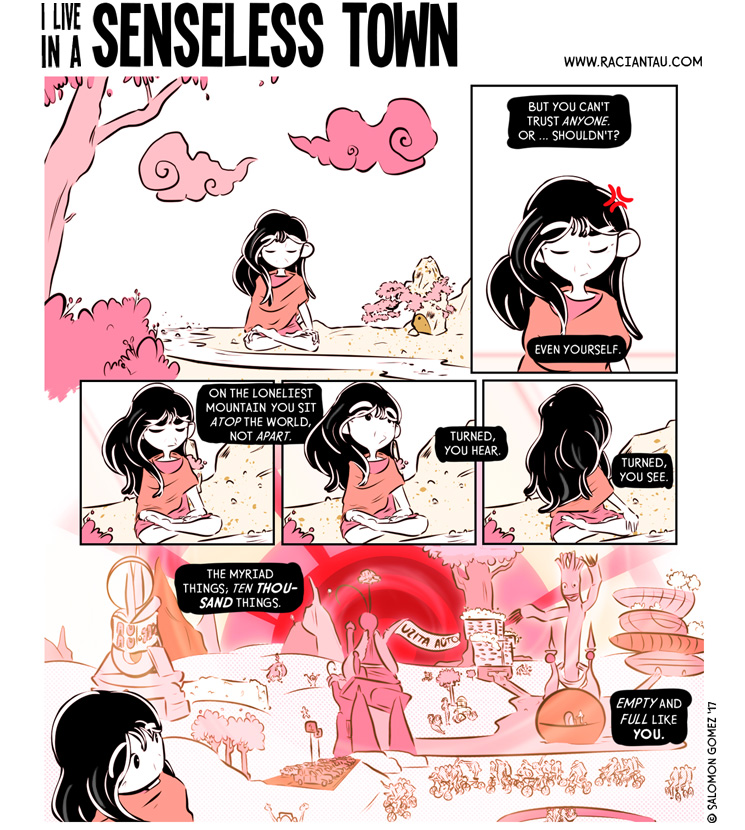 I LIVE
IN A
SENSELESS TOWN
WWW.RACIANTAU.COM
BUT YOU CAN'T
TRUST ANYONE.
OR ... SHOULDN'T?
EVEN YOURSELF.
ON THE LONELIEST
MOUNTAIN YOU SIT
ATOP THE WORLD,
NOT APART.
TURNED,
YOU HEAR.
TURNED,
YOU SEE.
THE MYRIAD
THINGS; TEN THOU-
SAND THINGS.
UZITA AUTO
EMPTY AND
FULL LIKE
YOU.
© SALOMON GOMEZ '17